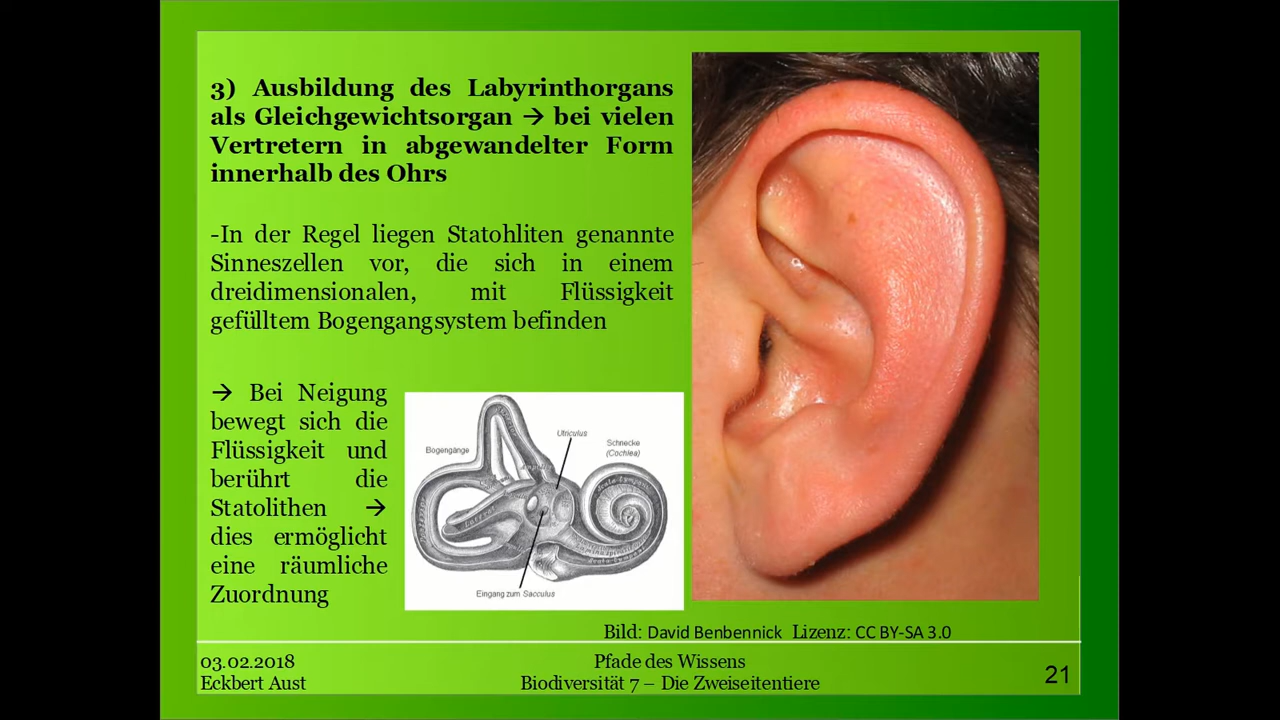 3) Ausbildung des Labyrinthorgans
als Gleichgewichtsorgan → bei vielen
Vertretern in abgewandelter Form
innerhalb des Ohrs
-In der Regel liegen Statohliten genannte
Sinneszellen vor, die sich in einem
dreidimensionalen, mit Flüssigkeit
gefülltem Bogengangsystem befinden
→ Bei Neigung
bewegt sich die
Flüssigkeit und
berührt die
Statolithen →
dies ermöglicht
eine räumliche
Zuordnung
Utriculus
Bogengänge
Schnecke
(Cochlea)
Eingang zum Sacculus
Bild: David Benbennick Lizenz: CC BY-SA 3.0
03.02.2018
Eckbert Aust
Pfade des Wissens
Biodiversität 7 – Die Zweiseitentiere
21